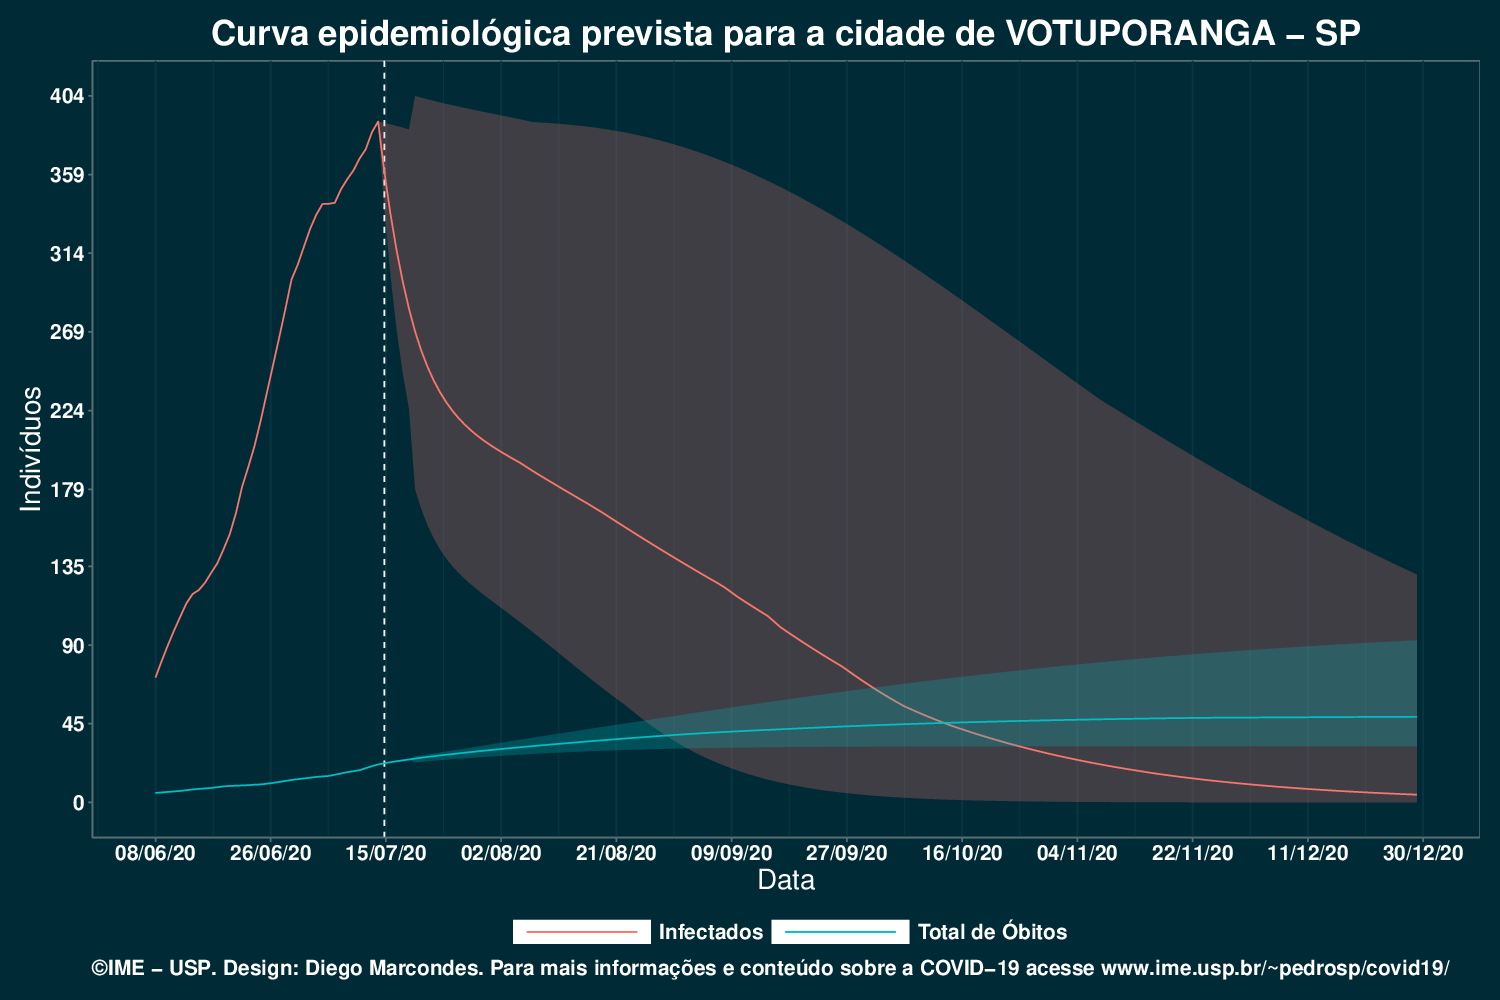 Curva epidemiológica prevista para a cidade de VOTUPORANGA – SP
404
359
314
269
224
179
135
90
45
0
Indivíduos
08/06/20 26/06/20 15/07/20 02/08/20 21/08/20 09/09/20 27/09/20 16/10/20 04/11/20 22/11/20 11/12/20 30/12/20
Data
Infectados Total de Óbitos
©IME – USP. Design: Diego Marcondes. Para mais informações e conteúdo sobre a COVID–19 acesse www.ime.usp.br/~pedrosp/covid19/